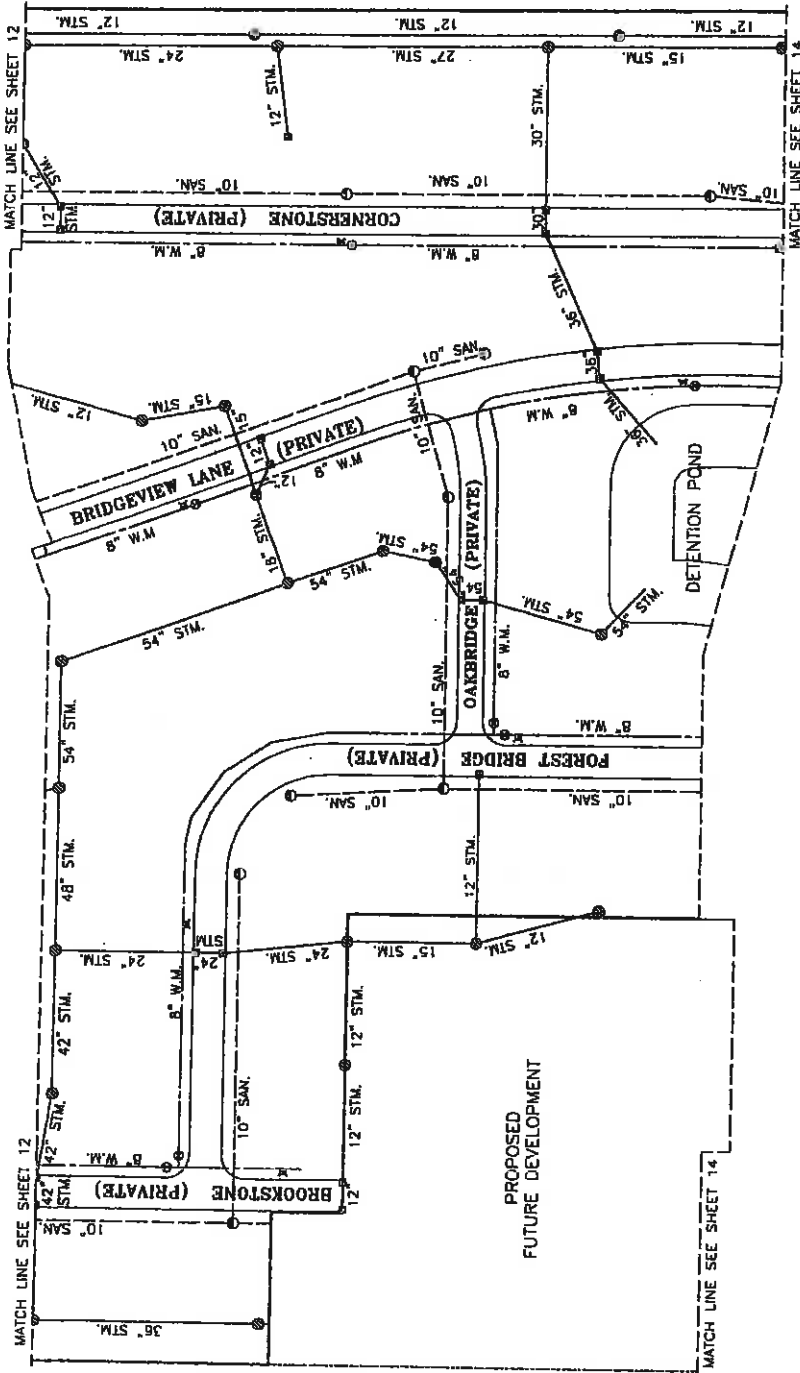 MATCH LINE SEE SHEET 12
12" STM.
12" STM.
12" STM.
24" STM.
27" STM.
15" STM.
12" STM.
30" STM.
MATCH LINE SEE SHEET 14
12"
STM.
12"
STM.
10" SAN.
10" SAN.
10" SAN.
CORNERSTONE (PRIVATE)
30"
8" W.M.
8" W.M.
36" STM.
36"
36" STM.
12" STM.
15" STM.
15"
10" SAN.
10" SAN.
10" SAN.
BRIDGEVIEW LANE (PRIVATE)
12"
12"
8" W.M
8" W.M
8" W.M.
18" STM.
54" STM.
54" STM.
STM.
54"
54"
OAKBRIDGE (PRIVATE)
54" STM.
54" STM.
DETENTION POND
8" W.M.
10" SAN.
54" STM.
48" STM.
8" W.M.
FOREST BRIDGE (PRIVATE)
10" SAN.
10" SAN.
12" STM.
12" STM.
15" STM.
24" STM.
24"
STM
24" STM.
42" STM.
42" STM.
42"
STM.
8" W.M.
8" W.M.
10" SAN.
12" STM.
12" STM.
12"
BROOKSTONE (PRIVATE)
10" SAN.
36" STM.
MATCH LINE SEE SHEET 12
PROPOSED
FUTURE DEVELOPMENT
MATCH LINE SEE SHEET 14